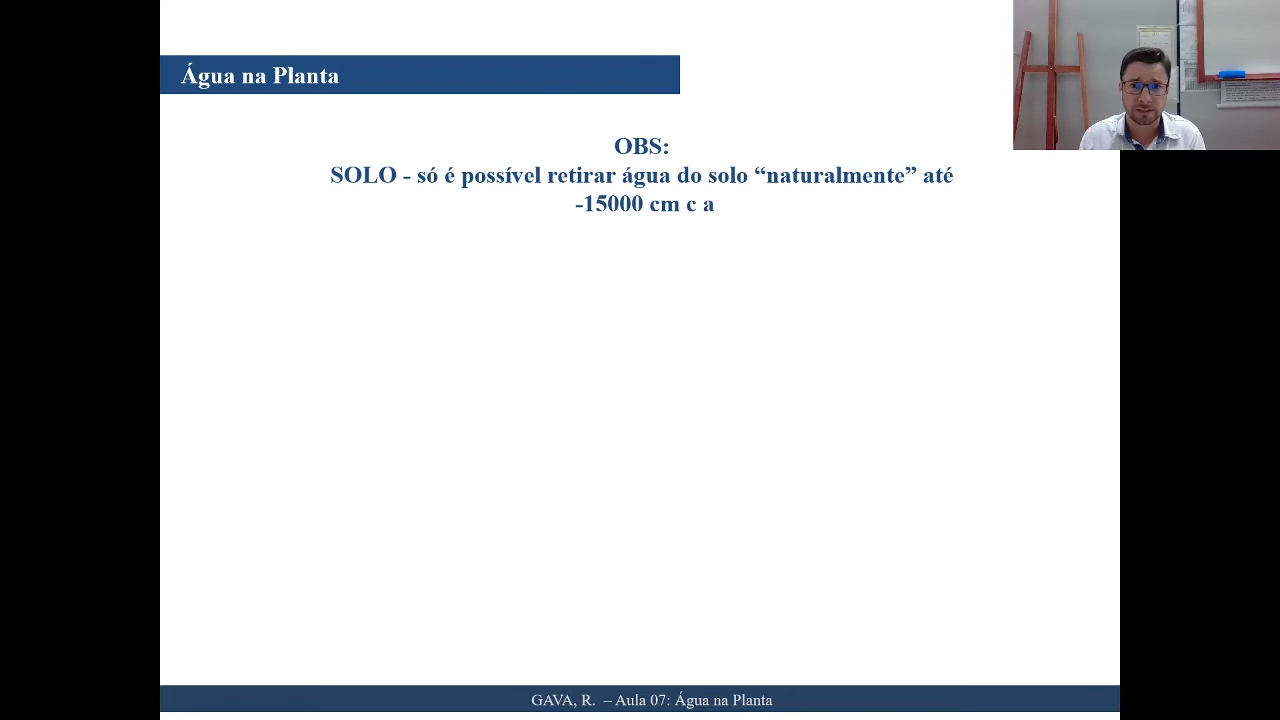 Água na Planta
OBS:
SOLO - só é possível retirar água do solo “naturalmente” até
-15000 cm c a
GAVA, R. – Aula 07: Água na Planta